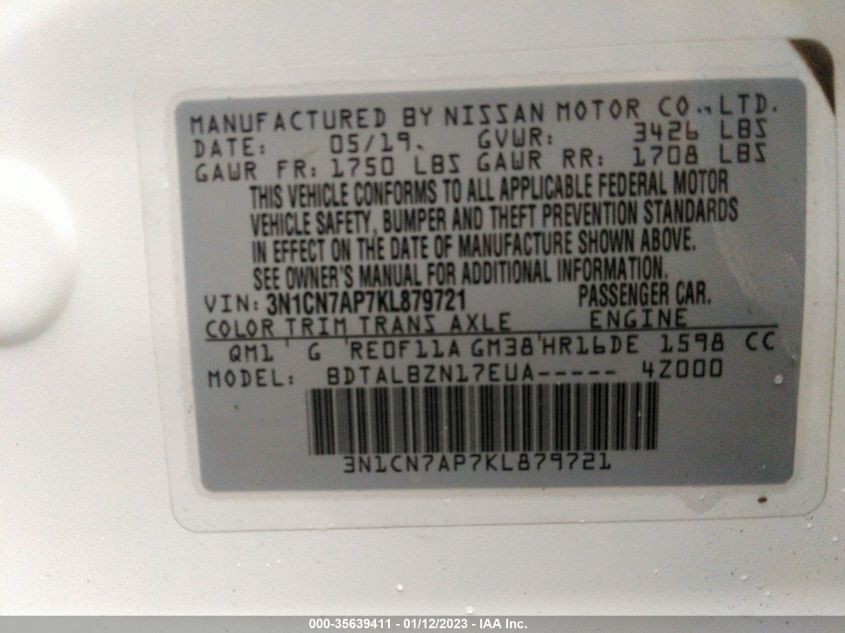 MANUFACTURED BY NISSAN MOTOR CO., LTD.
DATE: 05/19. GVWR: 3426 LBS
GAWR FR: 1750 LBS GAWR RR: 1708 LBS
THIS VEHICLE CONFORMS TO ALL APPLICABLE FEDERAL MOTOR
VEHICLE SAFETY, BUMPER AND THEFT PREVENTION STANDARDS
IN EFFECT ON THE DATE OF MANUFACTURE SHOWN ABOVE.
SEE OWNER'S MANUAL FOR ADDITIONAL INFORMATION.
VIN: 3N1CN7AP7KL879721 PASSENGER CAR.
COLOR TRIM TRANS AXLE ENGINE
QM1 ' G 'RE0F11A GM38'HR16DE 1598 CC
MODEL: BDTALBZN17EUA----- 4Z000
3N1CN7AP7KL879721
000-35639411 - 01/12/2023 - IAA Inc.